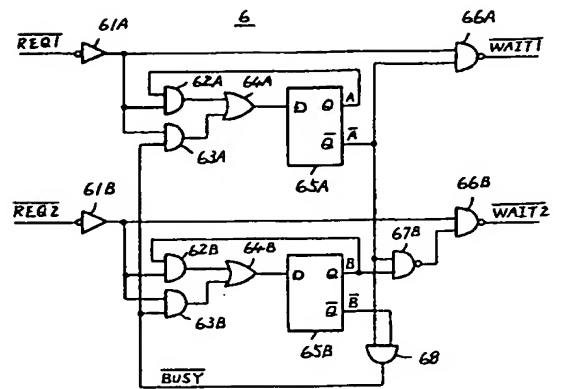 6
61A
66A
REQ1
WAIT1
62A
64A
D
Q
A
Q
A
63A
65A
61B
66B
REQ2
WAIT2
67B
62B
64B
D
Q
B
Q
B
63B
65B
68
BUSY